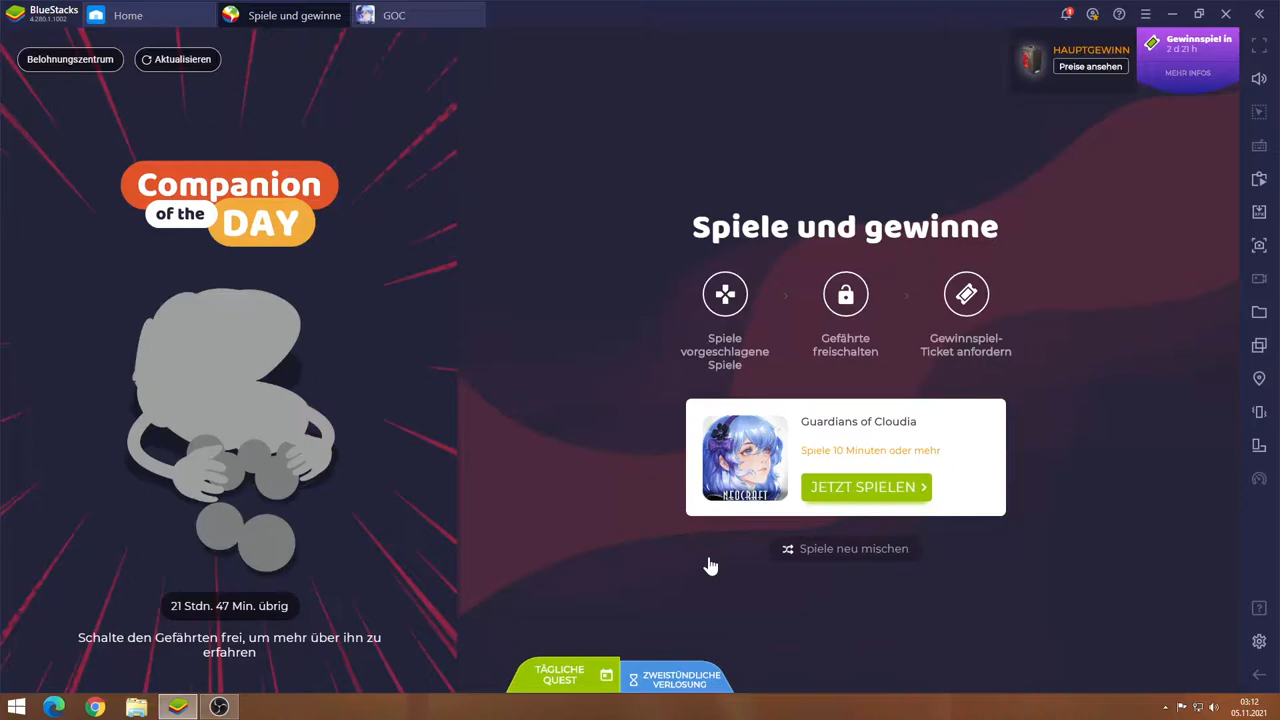 BlueStacks
4.280.1.1002
Home
Spiele und gewinne
GOC
Belohnungszentrum
Aktualisieren
HAUPTGEWINN
Preise ansehen
Gewinnspiel in
2 d 21 h
MEHR INFOS
Companion
of the DAY
21 Stdn. 47 Min. übrig
Schalte den Gefährten frei, um mehr über ihn zu
erfahren
Spiele und gewinne
Spiele
vorgeschlagene
Spiele
Gefährte
freischalten
Gewinnspiel-
Ticket anfordern
Guardians of Cloudia
Spiele 10 Minuten oder mehr
NEOCRAFT
JETZT SPIELEN
Spiele neu mischen
TÄGLICHE
QUEST
ZWEISTÜNDLICHE
VERLOSUNG
03:12
05.11.2021